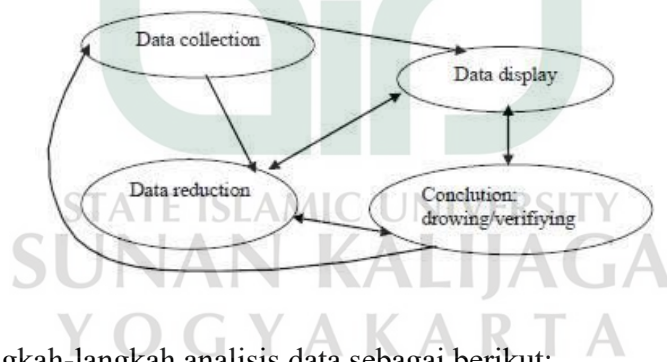 Data collection
Data display
Data reduction
Conclution:
drowing/verifiying
STATE ISLAMIC UNIVERSITY
SUNAN KALIJAGA
YOGYAKARTA
gkah-langkah analisis data sebagai berikut: